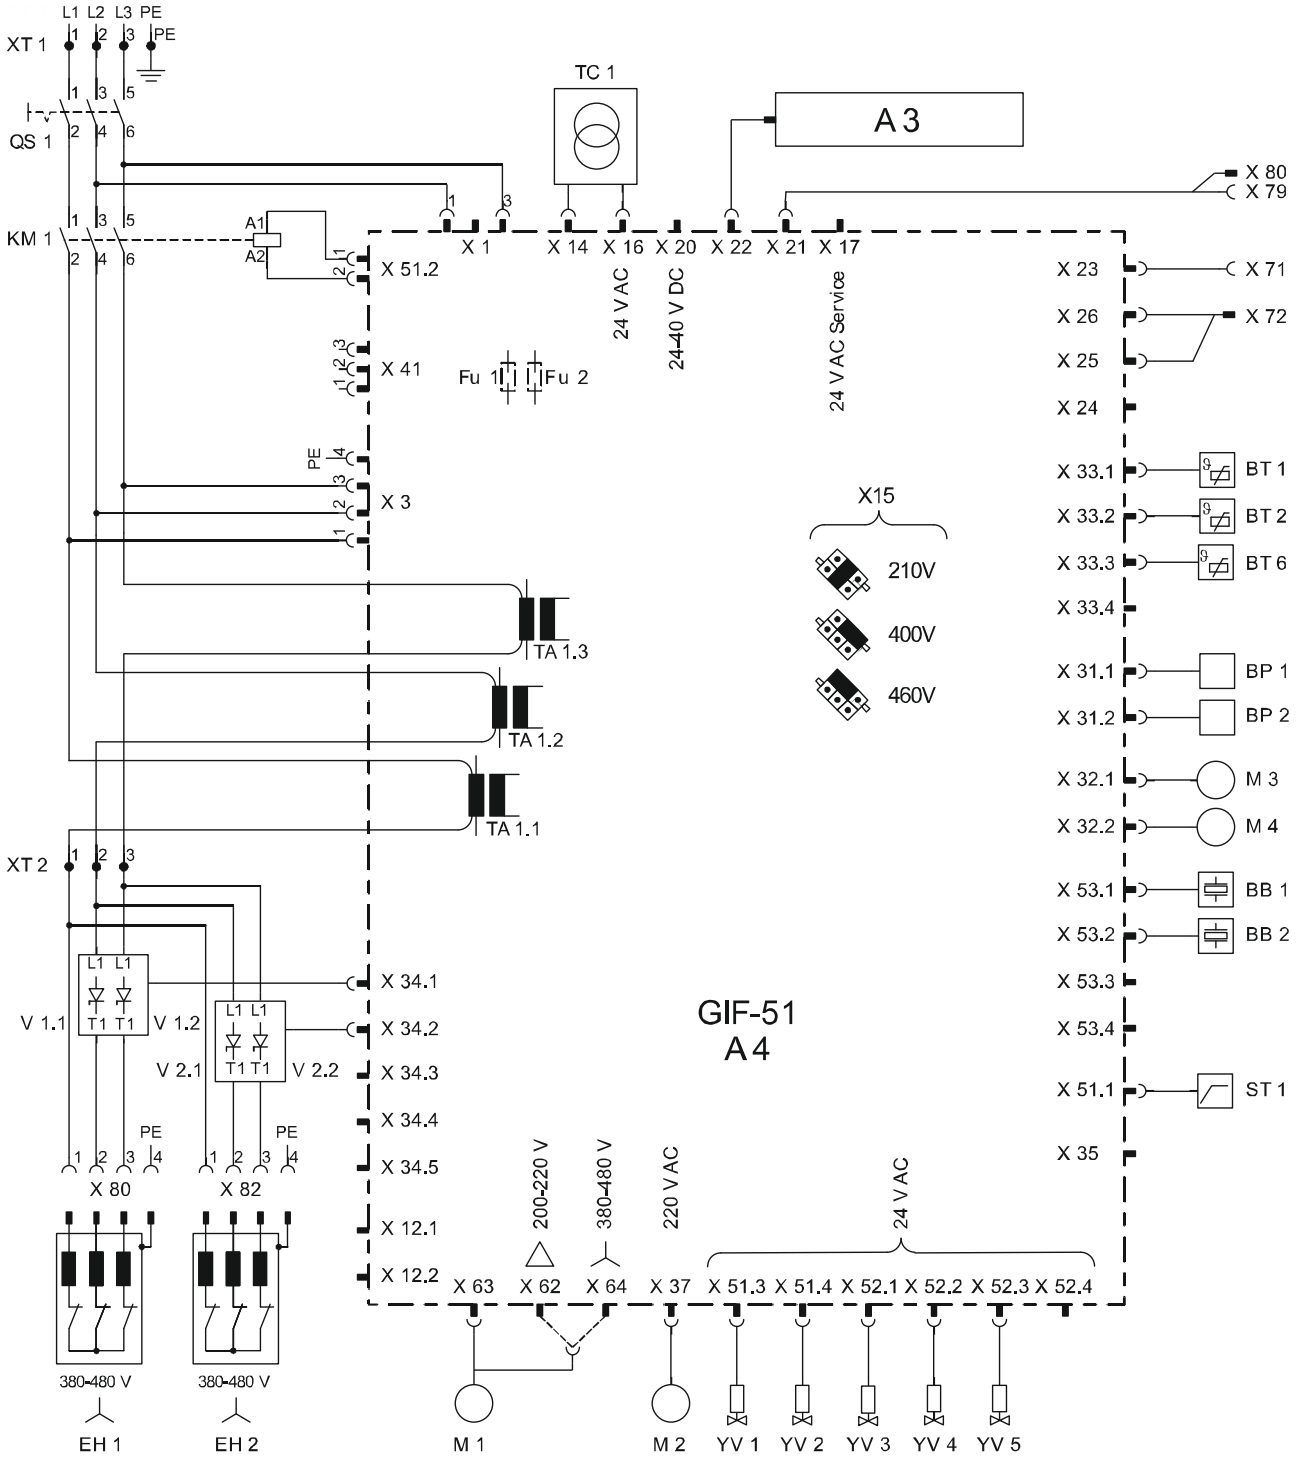 L1 L2 L3 PE
XT 1 1 2 3 PE
TC 1
A 3
1 3 5
QS 1 2 4 6
X 80
X 79
1 3
1 3 5 A1
KM 1 A2
2 4 6
1
2
X 51.2
X 1 X 14 X 16 X 20 X 22 X 21 X 17
24 V AC
24-40 V DC
24 V AC Service
X 23 X 71
X 26 X 72
X 25
X 24
3
2
1
X 41
Fu 1 Fu 2
PE 4
3
2
1
X 3
X 33.1 ϑ BT 1
X 33.2 ϑ BT 2
X 33.3 ϑ BT 6
X 33.4
X15
210V
400V
460V
TA 1.3
TA 1.2
TA 1.1
X 31.1 BP 1
X 31.2 BP 2
X 32.1 M 3
X 32.2 M 4
XT 2 1 2 3
X 53.1 BB 1
X 53.2 BB 2
X 53.3
X 53.4
X 51.1 ST 1
X 35
L1 L1
X 34.1
V 1.1 T1 T1 V 1.2
L1 L1
X 34.2
V 2.1 T1 T1 V 2.2
GIF-51
A 4
X 34.3
X 34.4
X 34.5
X 12.1
X 12.2
PE PE
1 2 3 4 1 2 3 4
X 80 X 82
200-220 V
380-480 V
220 V AC
24 V AC
X 63 X 62 X 64 X 37 X 51.3 X 51.4 X 52.1 X 52.2 X 52.3 X 52.4
380-480 V 380-480 V
EH 1 EH 2 M 1 M 2 YV 1 YV 2 YV 3 YV 4 YV 5